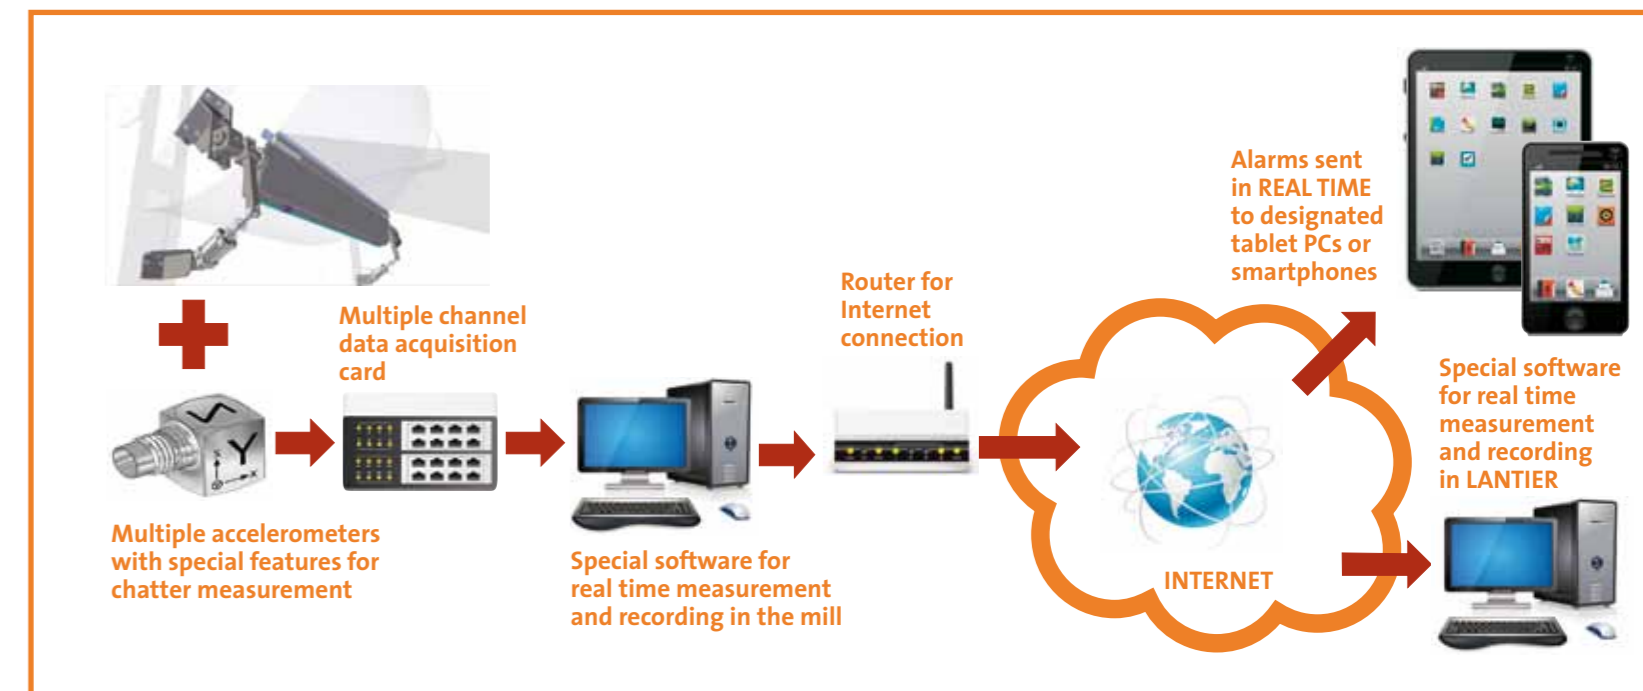 Multiple accelerometers
with special features for
chatter measurement
Y
X
Multiple channel
data acquisition
card
Special software for
real time measurement
and recording in the mill
Router for
Internet
connection
INTERNET
Alarms sent
in REAL TIME
to designated
tablet PCs or
smartphones
Special software
for real time
measurement
and recording
in LANTIER